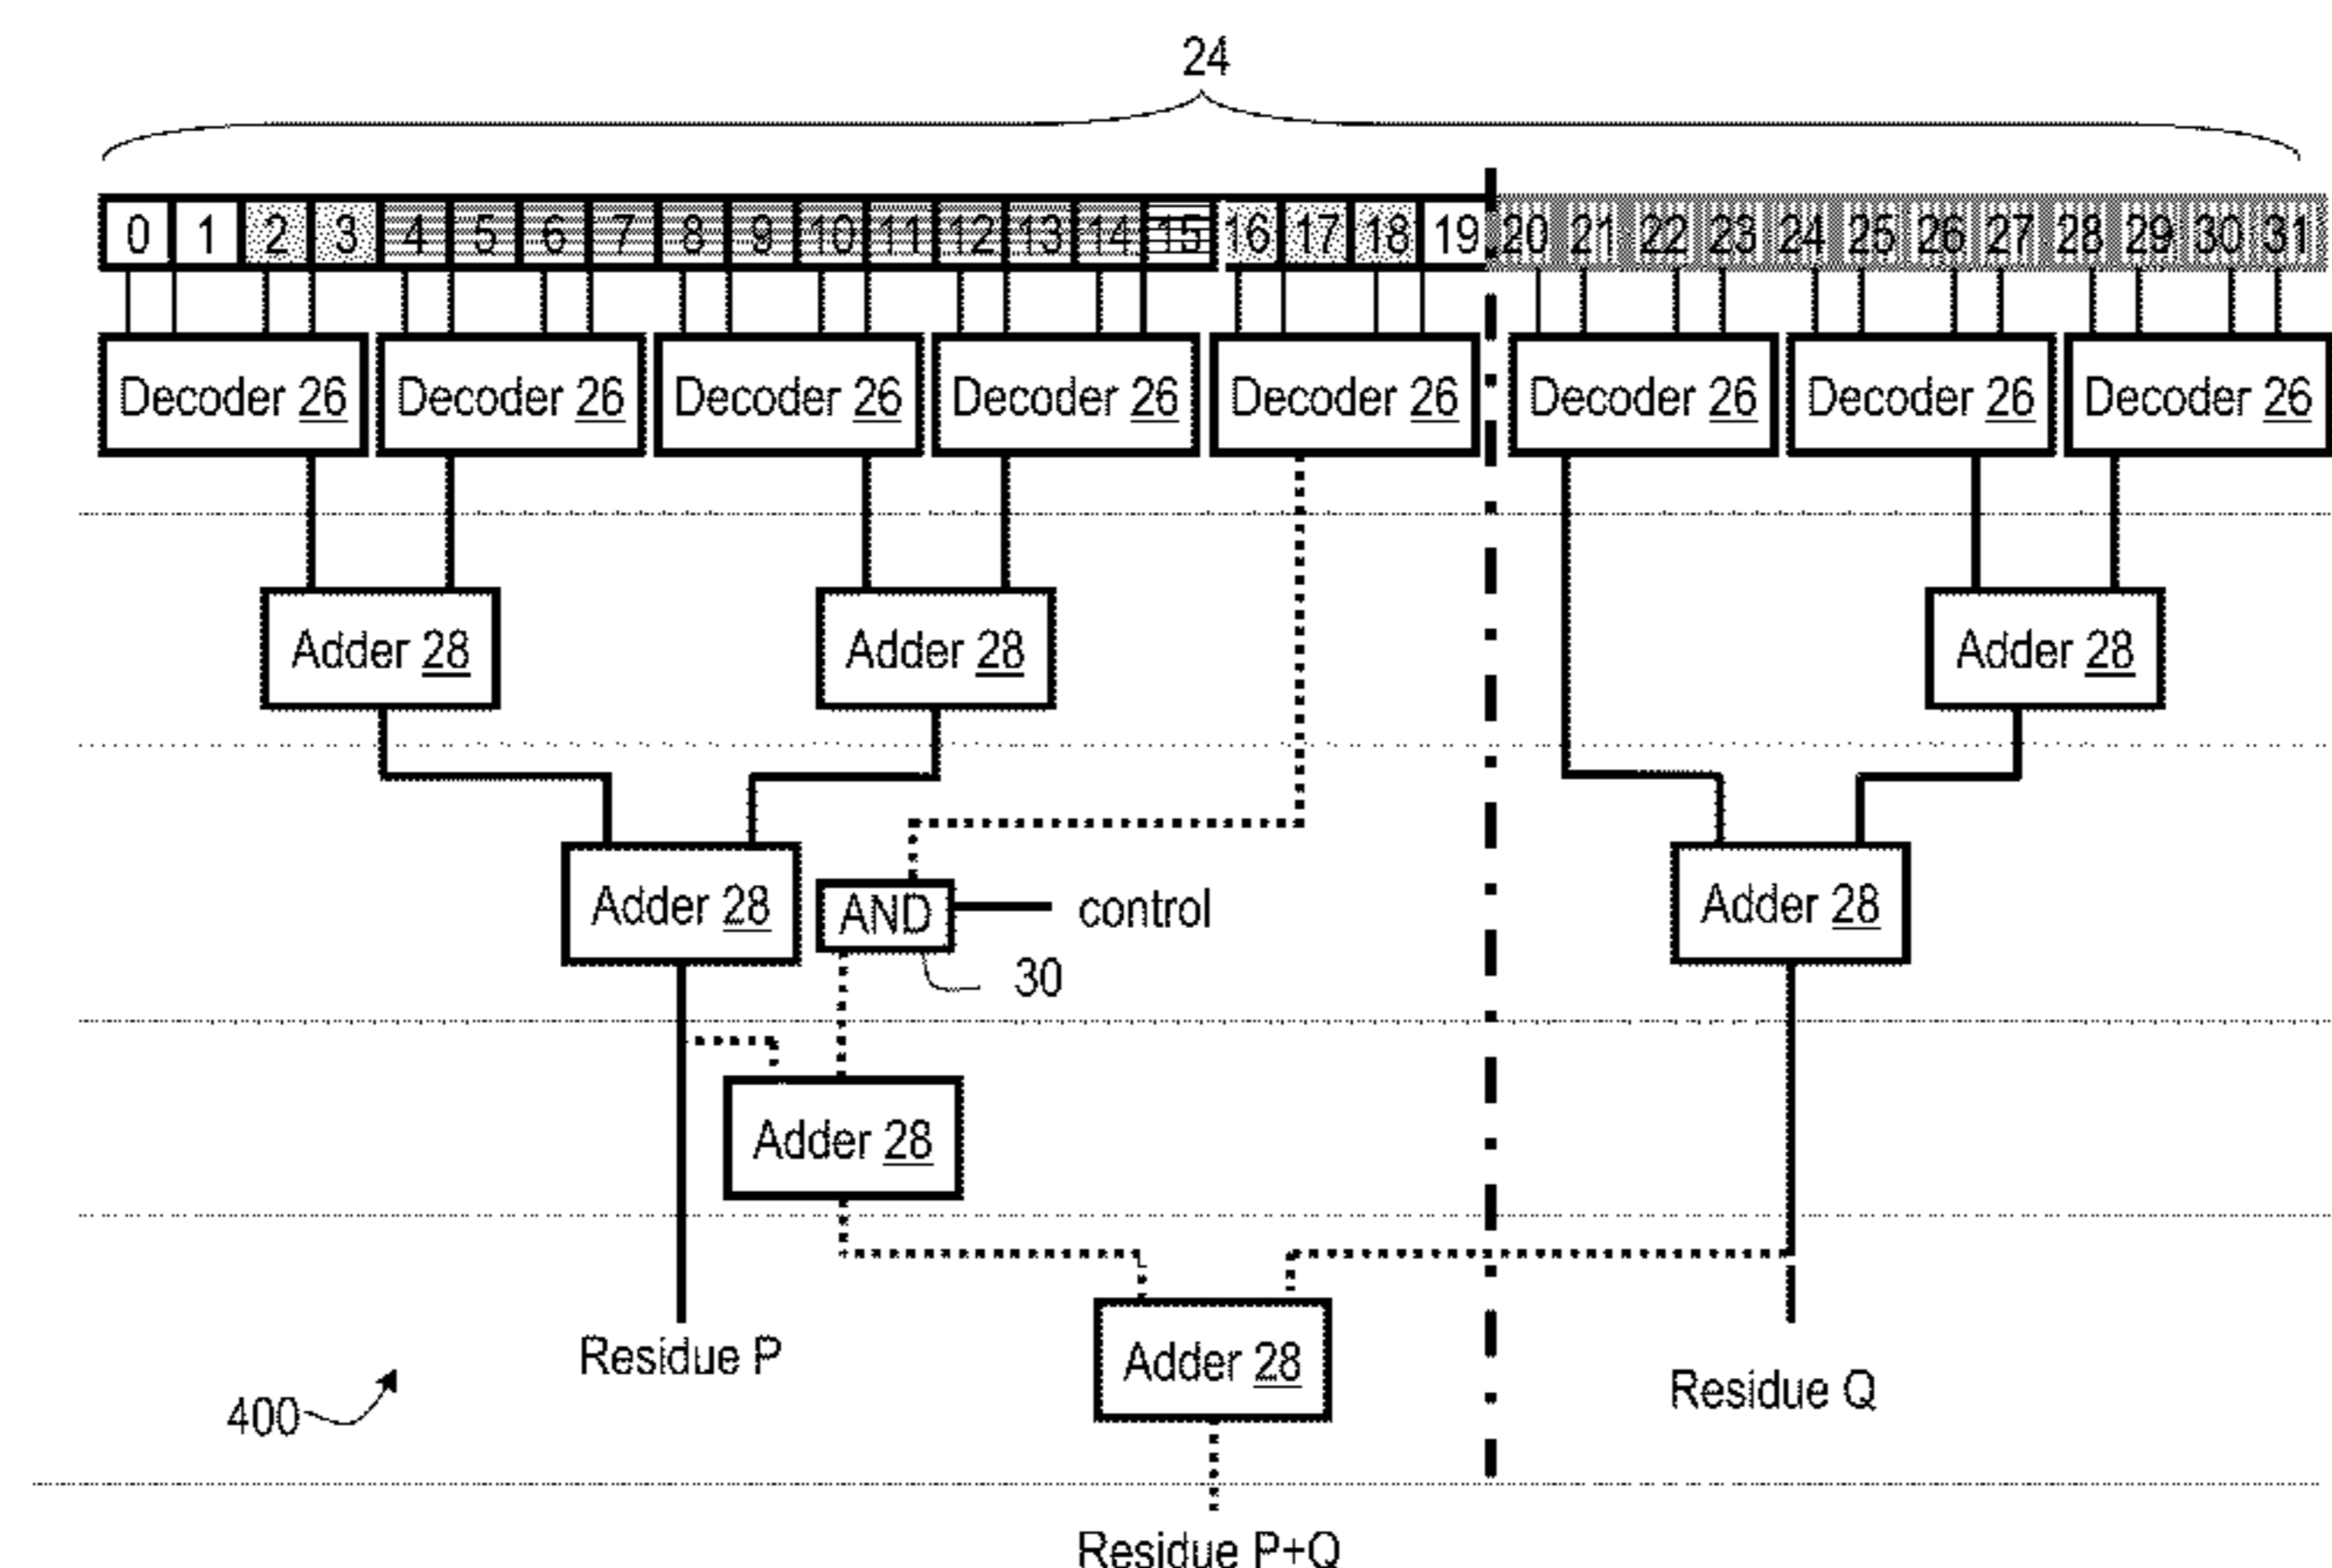 24
0 1 2 3 4 5 6 7 8 9 10 11 12 13 14 15 16 17 18 19 20 21 22 23 24 25 26 27 28 29 30 31
Decoder 26 Decoder 26 Decoder 26 Decoder 26 Decoder 26 Decoder 26 Decoder 26 Decoder 26
Adder 28 Adder 28 Adder 28
Adder 28 AND control Adder 28
30
Adder 28
Residue P Adder 28 Residue Q
400
Residue P+Q